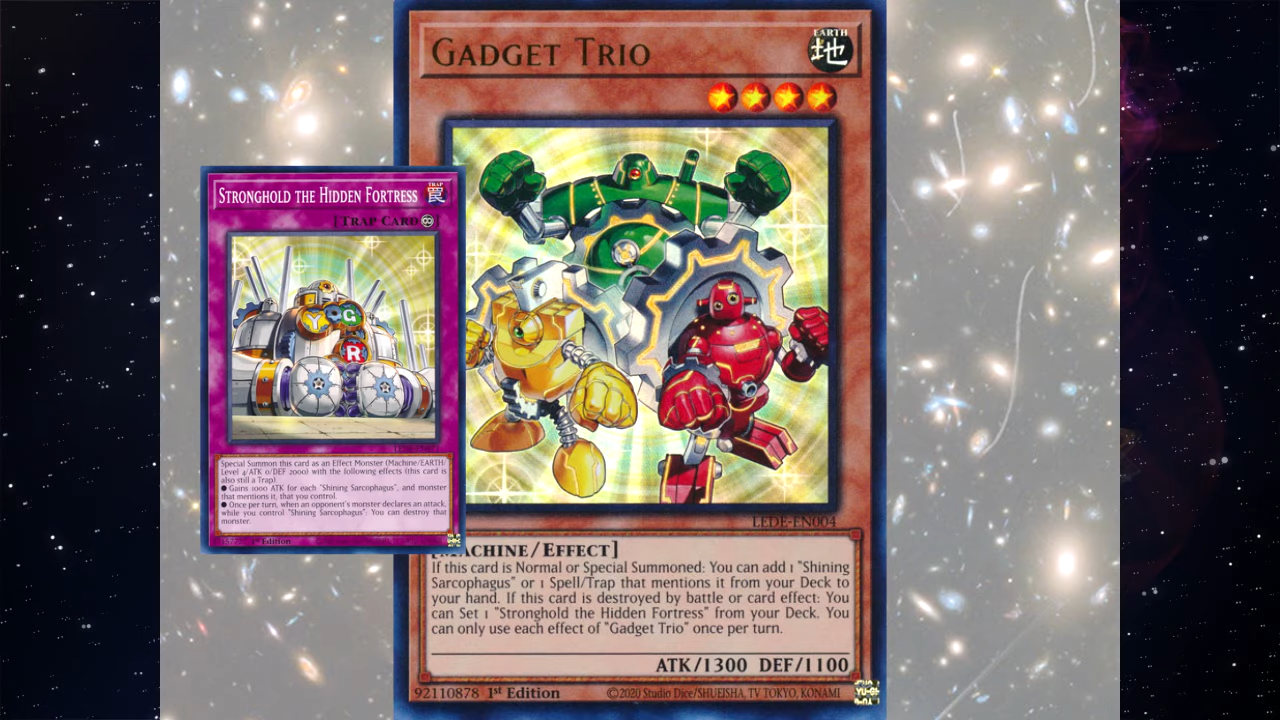 GADGET TRIO
EARTH
地
STRONGHOLD THE HIDDEN FORTRESS
TRAP
罠
[TRAP CARD
G
R
7
Special Summon this card as an Effect Monster (Machine/EARTH/
Level 4/ATK 0/DEF 2000) with the following effects (this card is
also still a Trap).
●Gains 1000 ATK for each "Shining Sarcophagus", and monster
that mentions it, that you control.
●Once per turn, when an opponent's monster declares an attack,
while you control "Shining Sarcophagus": You can destroy that
monster.
Edition
LEDE-EN004
[MACHINE/EFFECT]
If this card is Normal or Special Summoned: You can add 1 "Shining
Sarcophagus" or 1 Spell/Trap that mentions it from your Deck to
your hand. If this card is destroyed by battle or card effect: You
can Set 1 "Stronghold the Hidden Fortress" from your Deck. You
can only use each effect of "Gadget Trio" once per turn.
ATK/1300 DEF/1100
92110878 1st Edition ©2020 Studio Dice/SHUEISHA, TV TOKYO, KONAMI